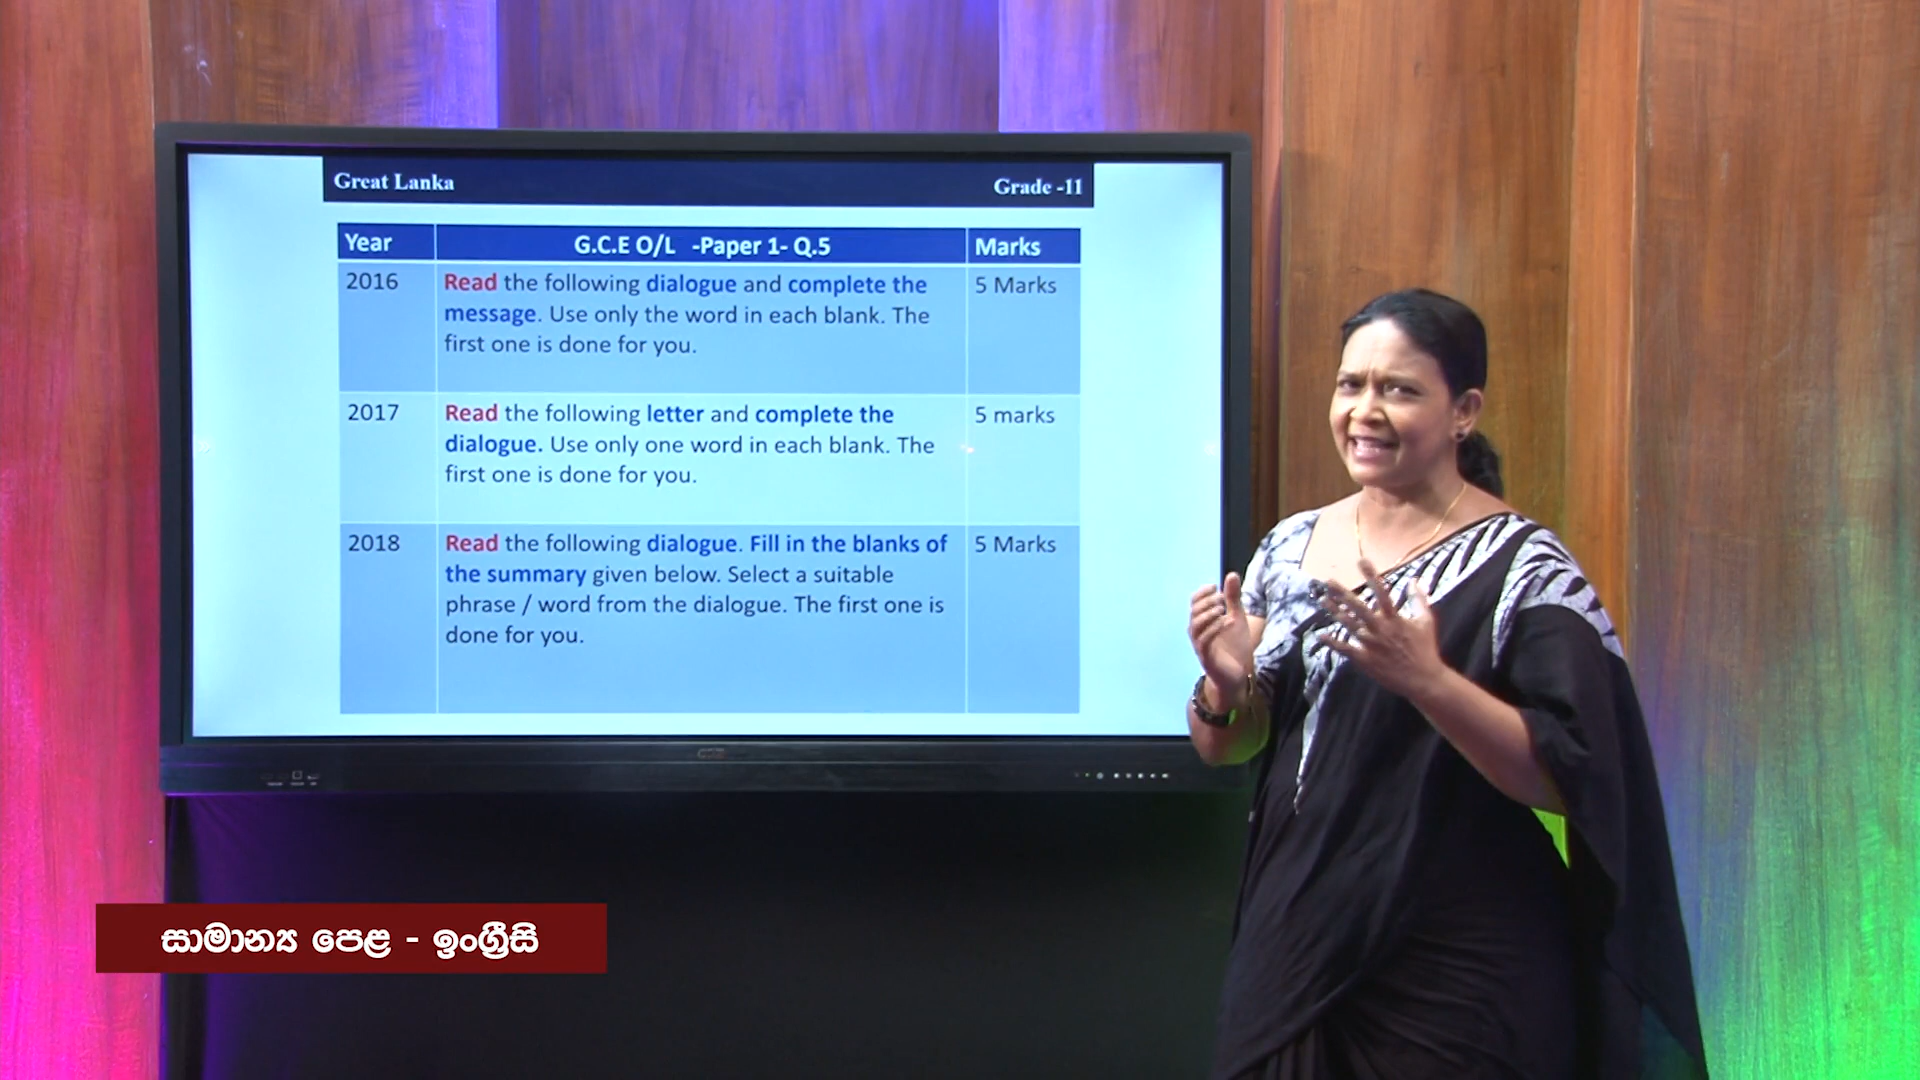 Great Lanka
Grade -11
Year
G.C.E O/L -Paper 1- Q.5
Marks
2016
Read the following dialogue and complete the
message. Use only the word in each blank. The
first one is done for you.
5 Marks
2017
Read the following letter and complete the
dialogue. Use only one word in each blank. The
first one is done for you.
5 marks
2018
Read the following dialogue. Fill in the blanks of
the summary given below. Select a suitable
phrase / word from the dialogue. The first one is
done for you.
5 Marks
සාමාන්‍ය පෙළ - ඉංග්‍රීසි